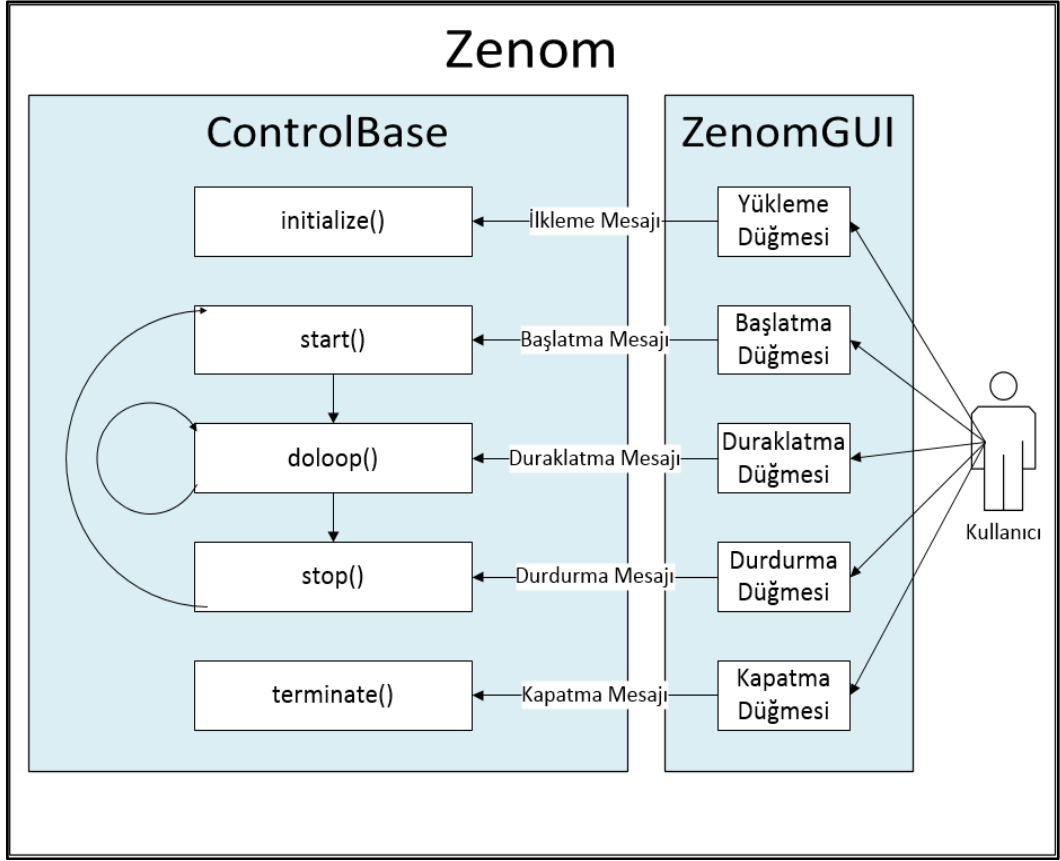 Zenom
ControlBase
ZenomGUI
initialize()
İlkleme Mesajı
Yükleme
Düğmesi
start()
Başlatma Mesajı
Başlatma
Düğmesi
doloop()
Duraklatma Mesajı
Duraklatma
Düğmesi
Kullanıcı
stop()
Durdurma Mesajı
Durdurma
Düğmesi
terminate()
Kapatma Mesajı
Kapatma
Düğmesi